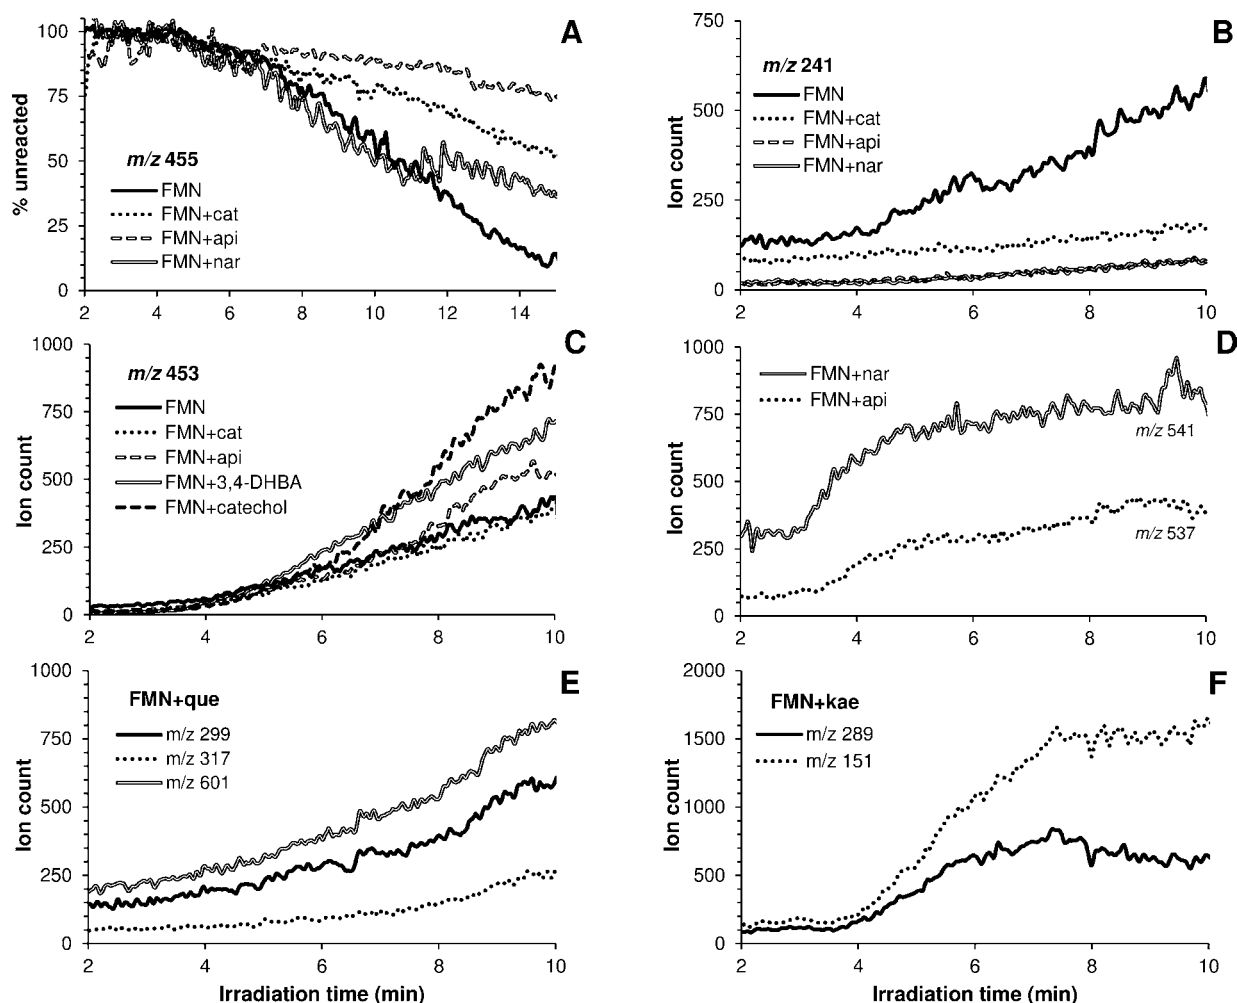 A
% unreacted
100
75
50
25
0
m/z 455
FMN
FMN+cat
FMN+api
FMN+nar
2 4 6 8 10 12 14
B
Ion count
750
500
250
0
m/z 241
FMN
FMN+cat
FMN+api
FMN+nar
2 4 6 8 10
C
Ion count
1000
750
500
250
0
m/z 453
FMN
FMN+cat
FMN+api
FMN+3,4-DHBA
FMN+catechol
2 4 6 8 10
D
Ion count
1000
750
500
250
0
FMN+nar
FMN+api
m/z 541
m/z 537
2 4 6 8 10
E
Ion count
1000
750
500
250
0
FMN+que
m/z 299
m/z 317
m/z 601
2 4 6 8 10
Irradiation time (min)
F
Ion count
2000
1500
1000
500
0
FMN+kae
m/z 289
m/z 151
2 4 6 8 10
Irradiation time (min)